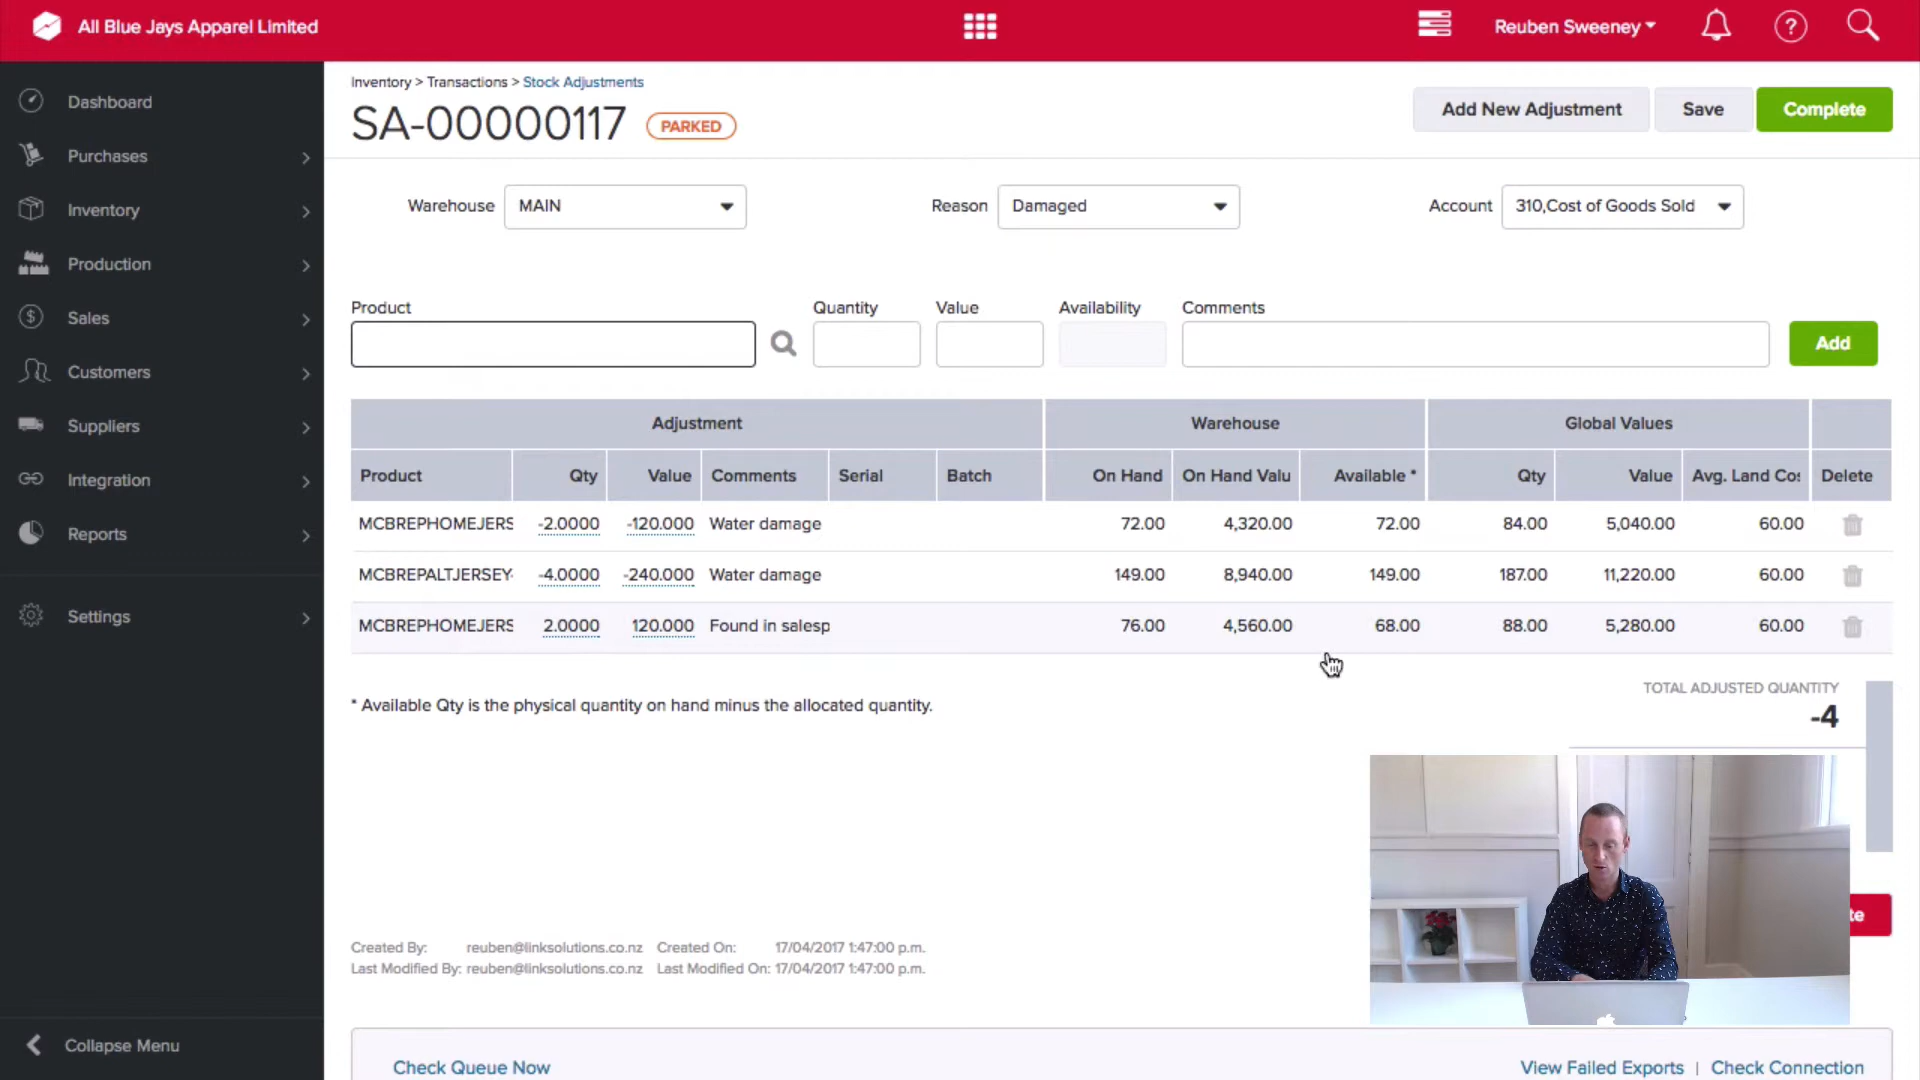 All Blue Jays Apparel Limited
Reuben Sweeney
?
Dashboard
Purchases
Inventory
Production
Sales
Customers
Suppliers
Integration
Reports
Settings
Collapse Menu
Inventory > Transactions > Stock Adjustments
SA-00000117 PARKED
Add New Adjustment Save Complete
Warehouse MAIN Reason Damaged Account 310,Cost of Goods Sold
Product Quantity Value Availability Comments
Add
Adjustment Warehouse Global Values
Product Qty Value Comments Serial Batch On Hand On Hand Valu Available * Qty Value Avg. Land Cos Delete
MCBREPHOMEJERS -2.0000 -120.000 Water damage 72.00 4,320.00 72.00 84.00 5,040.00 60.00
MCBREPALTJERSEY- -4.0000 -240.000 Water damage 149.00 8,940.00 149.00 187.00 11,220.00 60.00
MCBREPHOMEJERS 2.0000 120.000 Found in salesp 76.00 4,560.00 68.00 88.00 5,280.00 60.00
* Available Qty is the physical quantity on hand minus the allocated quantity.
TOTAL ADJUSTED QUANTITY
-4
te
Created By: reuben@linksolutions.co.nz Created On: 17/04/2017 1:47:00 p.m.
Last Modified By: reuben@linksolutions.co.nz Last Modified On: 17/04/2017 1:47:00 p.m.
Check Queue Now View Failed Exports | Check Connection